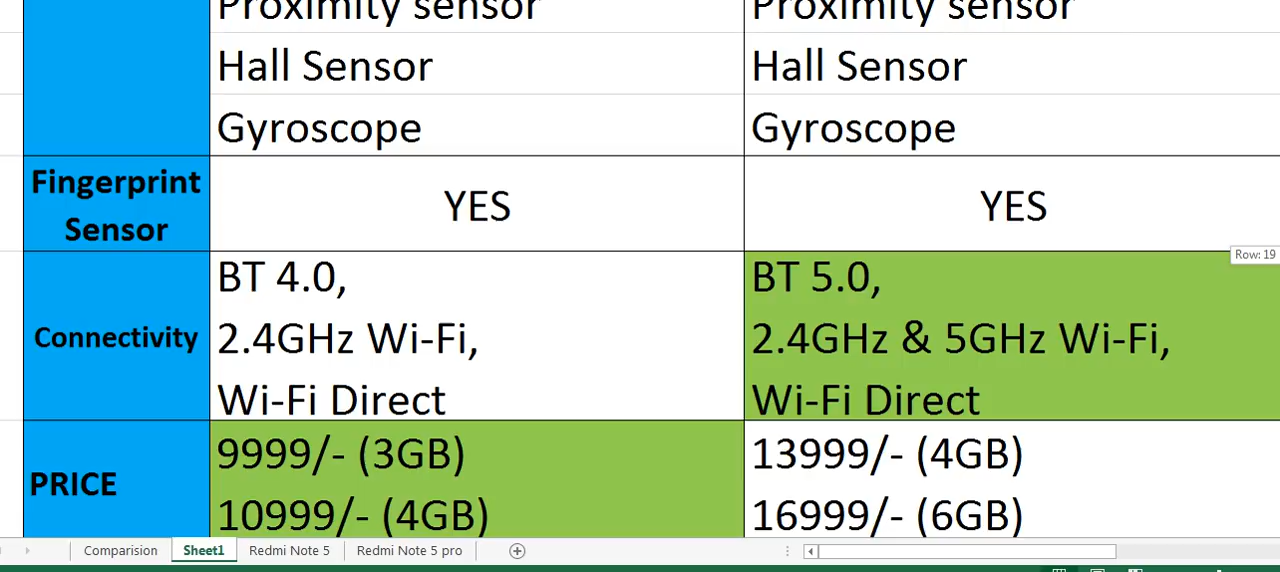 Proximity sensor Proximity sensor
Hall Sensor Hall Sensor
Gyroscope Gyroscope
Fingerprint
Sensor
YES YES
Row: 19
Connectivity
BT 4.0,
2.4GHz Wi-Fi,
Wi-Fi Direct
BT 5.0,
2.4GHz & 5GHz Wi-Fi,
Wi-Fi Direct
PRICE
9999/- (3GB)
10999/- (4GB)
13999/- (4GB)
16999/- (6GB)
Comparision Sheet1 Redmi Note 5 Redmi Note 5 pro